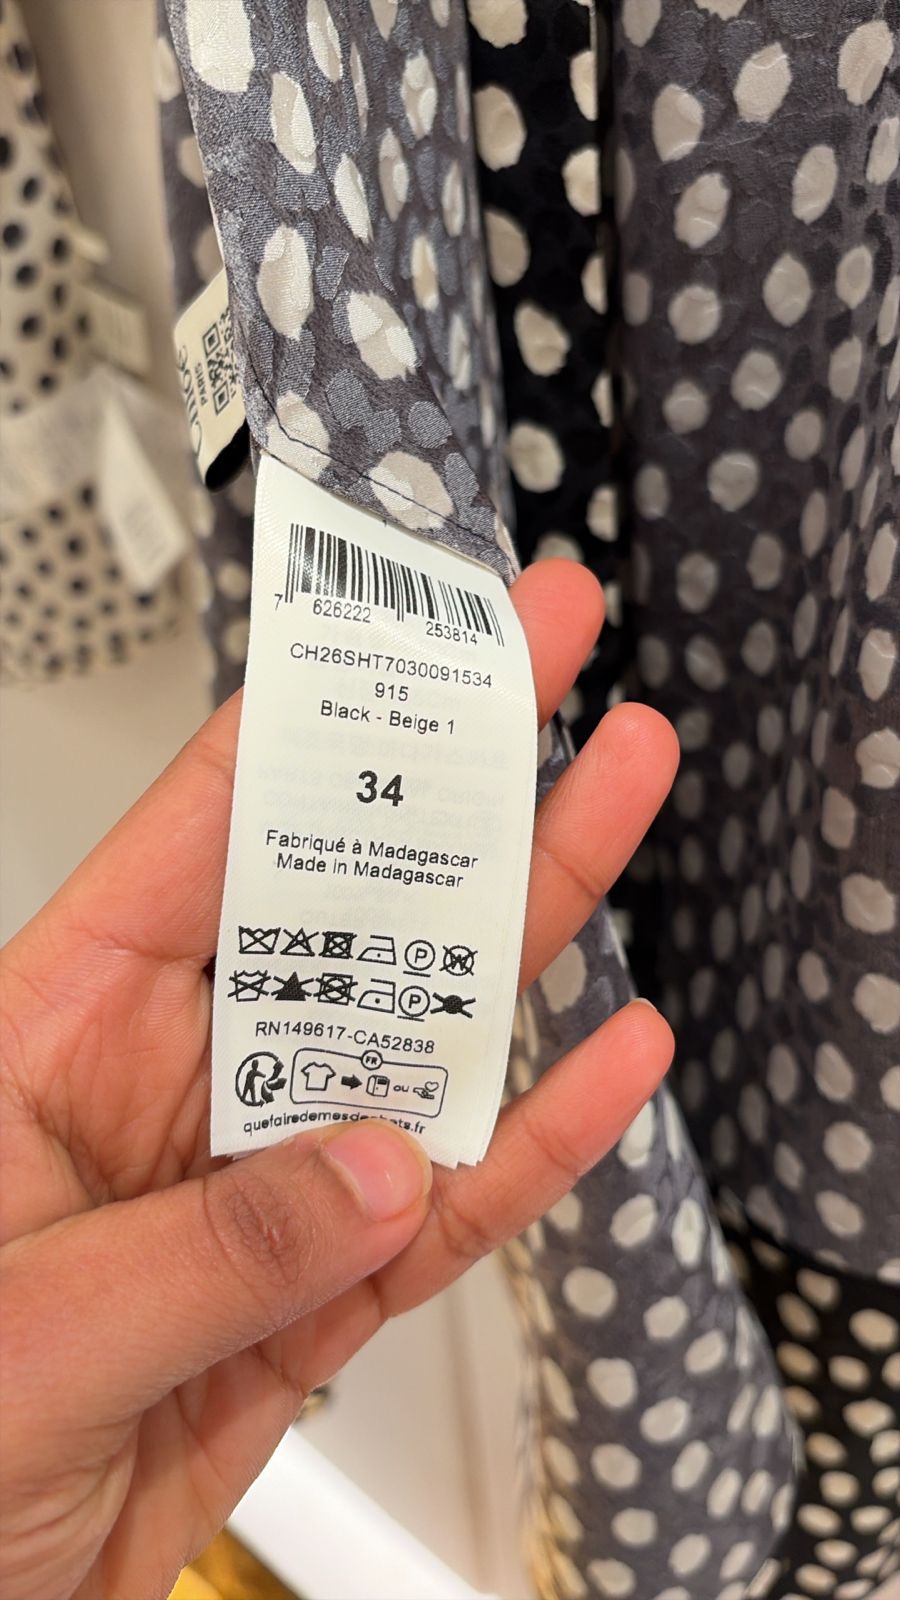 PARIS
7 626222 253814
CH26SHT7030091534
915
Black - Beige 1
34
Fabriqué à Madagascar
Made in Madagascar
P W
P
RN149617-CA52838
FR
ou
quefairedemesdechets.fr